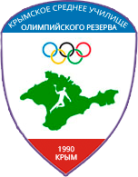 КРЫМСКОЕ СРЕДНЕЕ УЧИЛИЩЕ
ОЛИМПИЙСКОГО РЕЗЕРВА
1990
КРЫМ